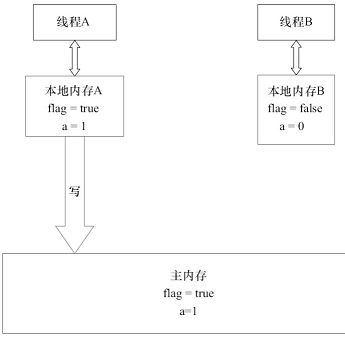 线程A
线程B
本地内存A
flag = true
a = 1
本地内存B
flag = false
a = 0
写
主内存
flag = true
a=1